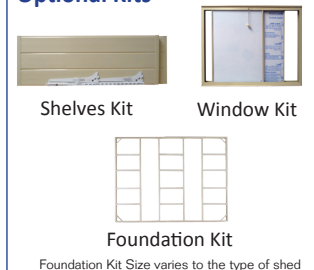 Optional Kits
Shelves Kit
Window Kit
Foundation Kit
Foundation Kit Size varies to the type of shed